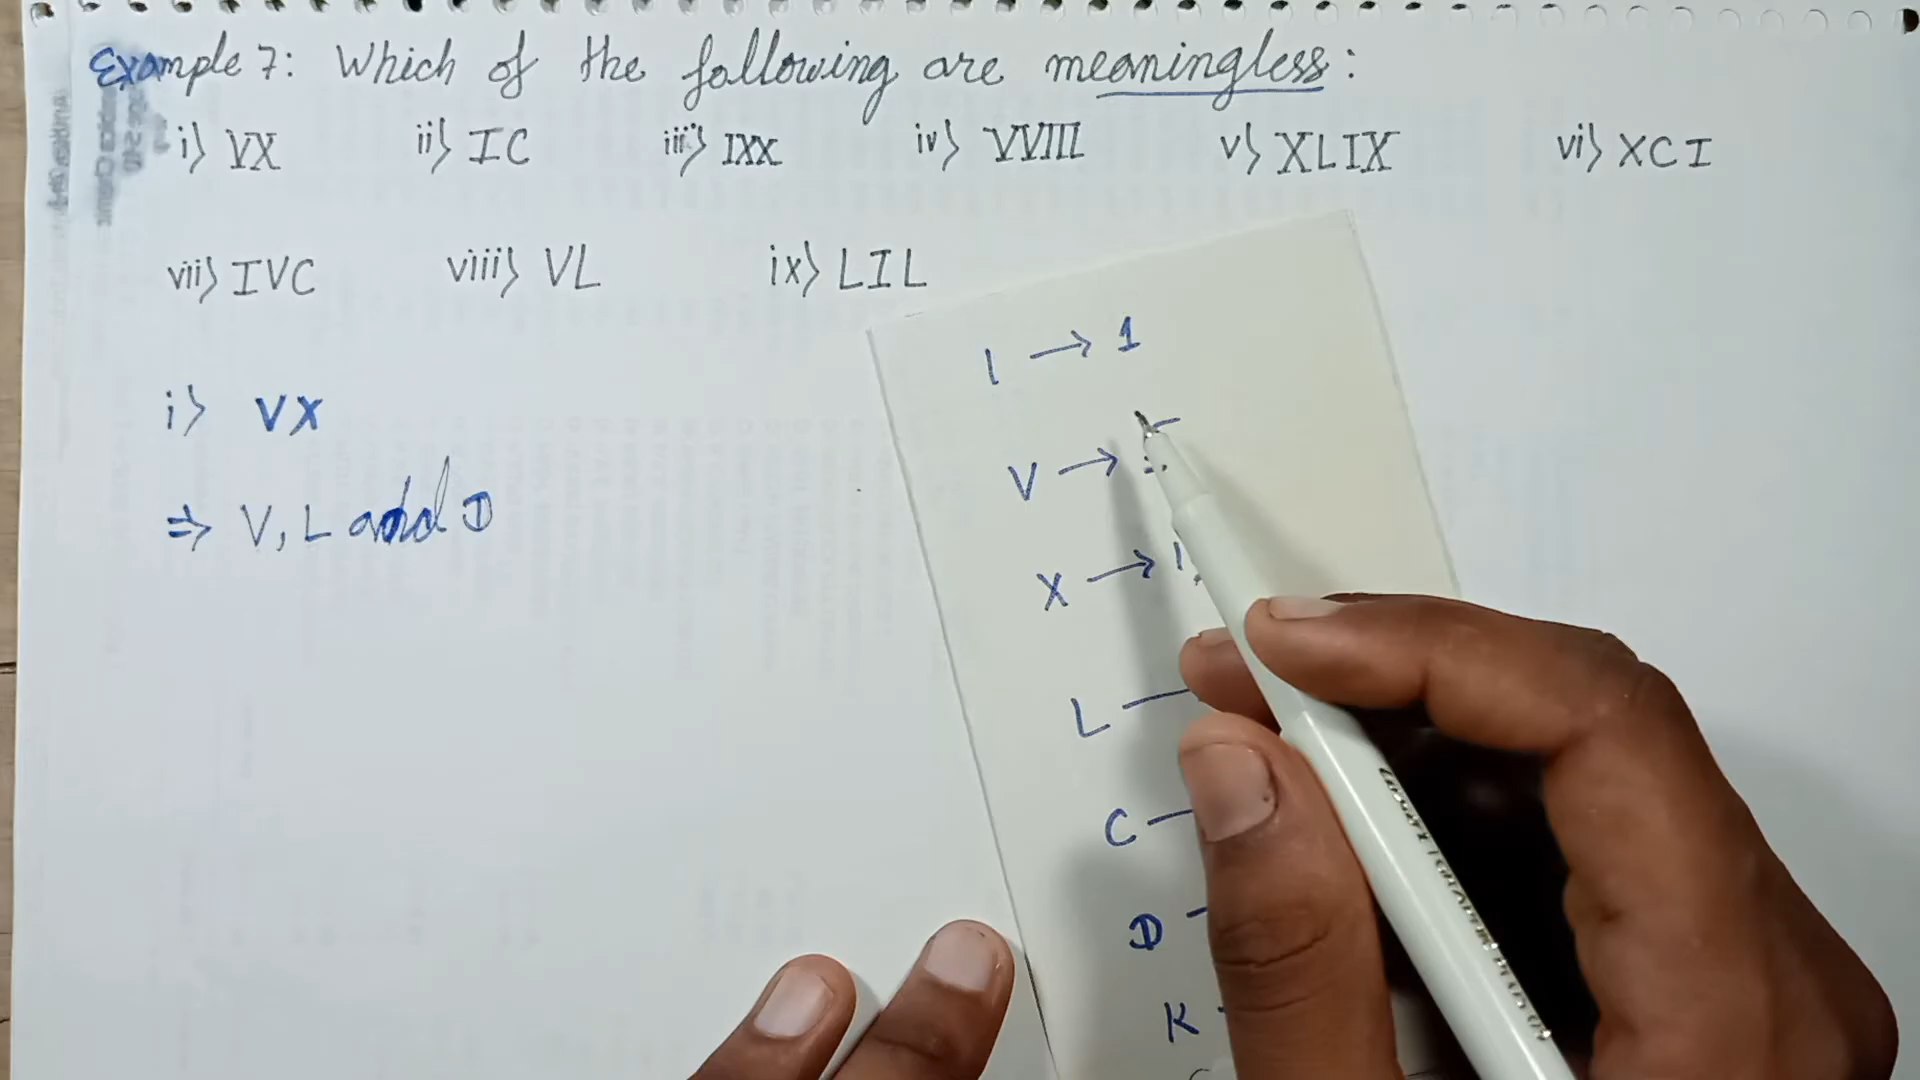 Example 7: Which of the following are meaningless:
i) VX ii) IC iii) IXX iv) VVIII v) XLIX vi) XCI
vii) IVC viii) VL ix) LIL
i) VX
⇒ V, L and D
I → 1
V →
X → 1
L
C
D
K